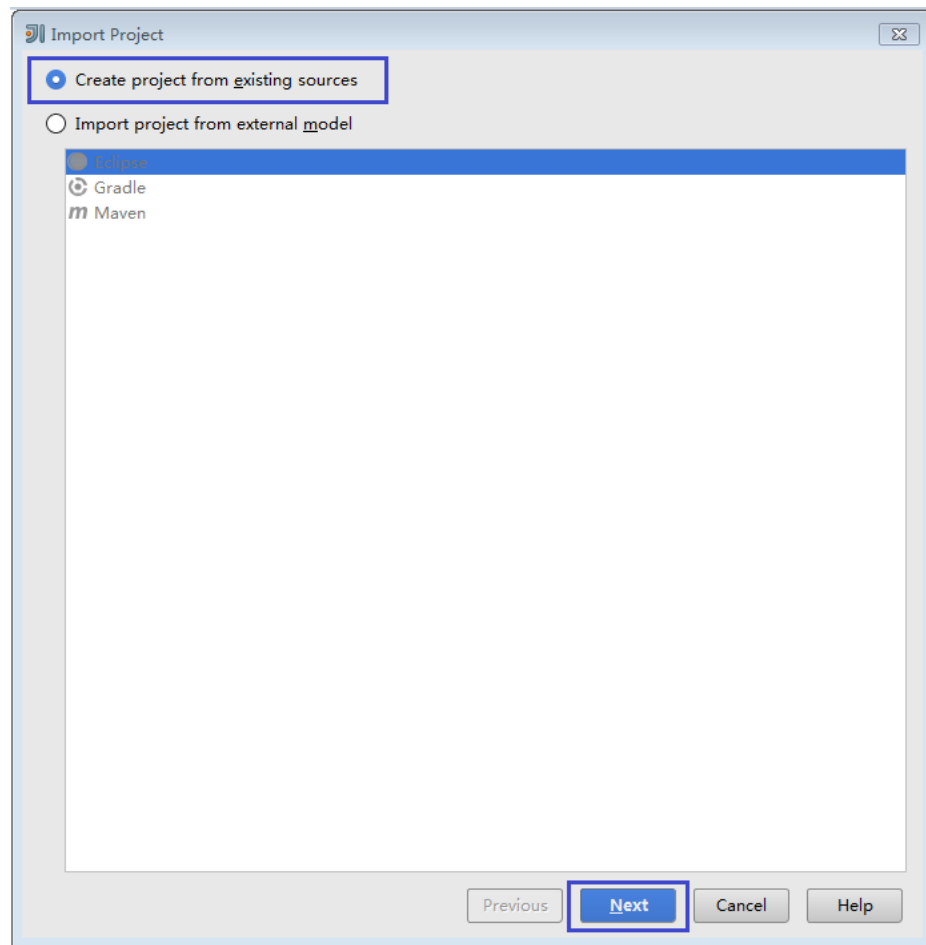 Import Project
Create project from existing sources
Import project from external model
Eclipse
Gradle
Maven
Previous Next Cancel Help